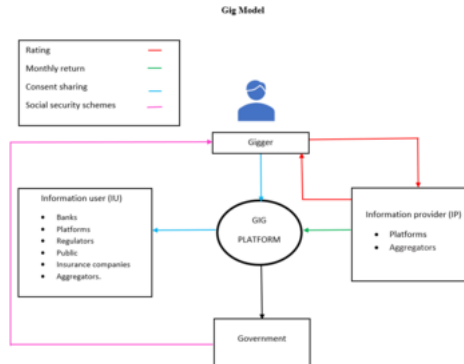 Gig Model
Rating
Monthly return
Consent sharing
Social security schemes
Gigger
Information user (IU)
Banks
Platforms
Regulators
Public
Insurance companies
Aggregators.
GIG
PLATFORM
Information provider (IP)
Platforms
Aggregators
Government